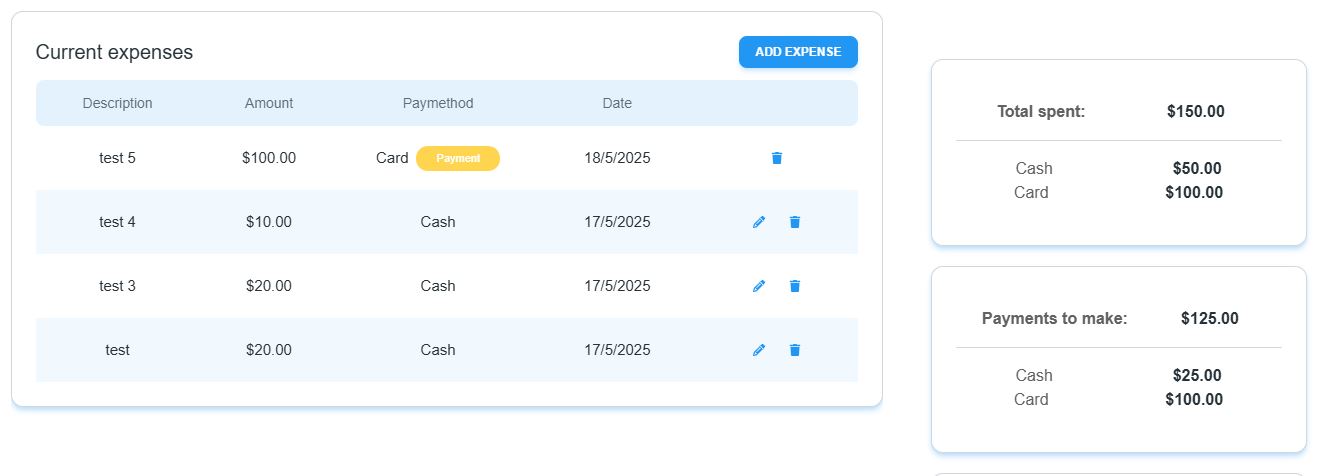 Current expenses
ADD EXPENSE
Description Amount Paymethod Date
test 5 $100.00 Card Payment 18/5/2025
test 4 $10.00 Cash 17/5/2025
test 3 $20.00 Cash 17/5/2025
test $20.00 Cash 17/5/2025
Total spent: $150.00
Cash $50.00
Card $100.00
Payments to make: $125.00
Cash $25.00
Card $100.00